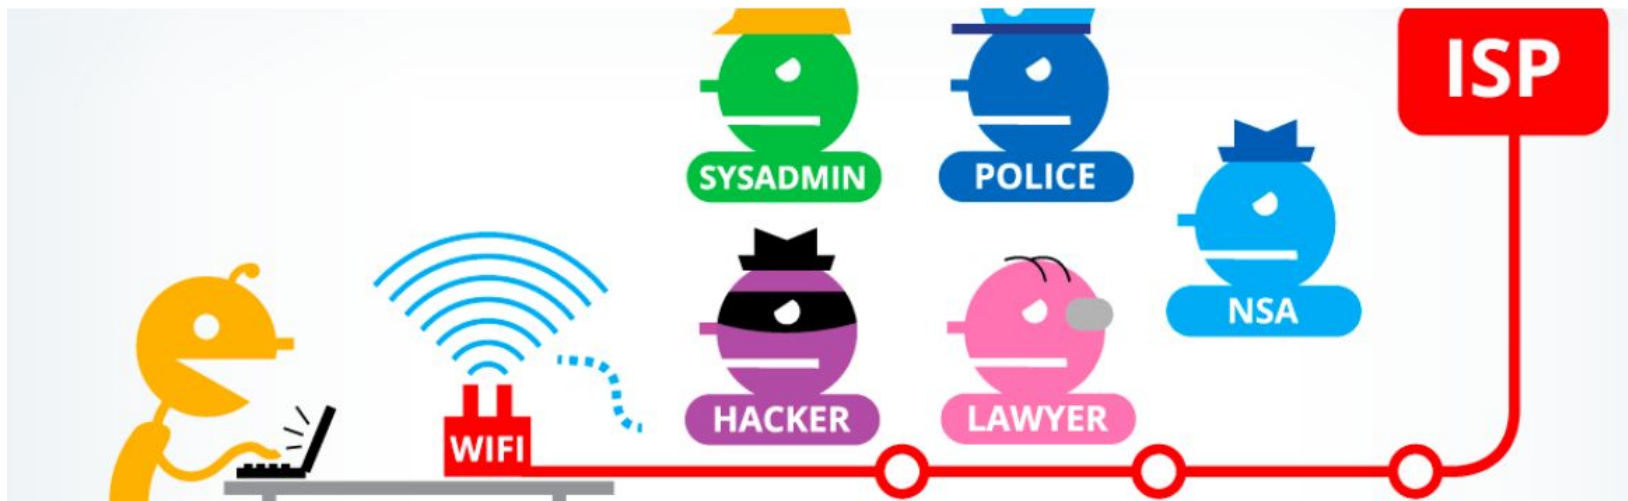 ISP
SYSADMIN
POLICE
NSA
HACKER
LAWYER
WIFI